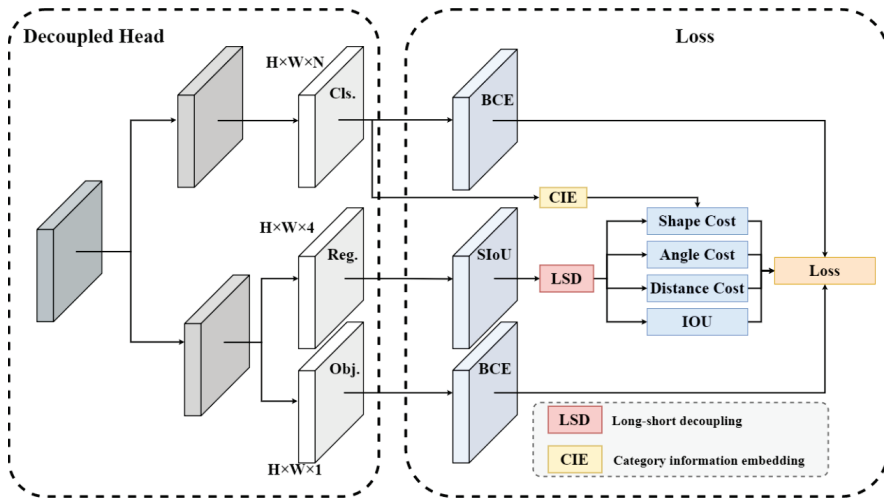 Decoupled Head
Loss
H×W×N
Cls.
BCE
CIE
Shape Cost
H×W×4
Reg.
SIoU
LSD
Angle Cost
Distance Cost
IOU
Loss
Obj.
BCE
H×W×1
LSD Long-short decoupling
CIE Category information embedding